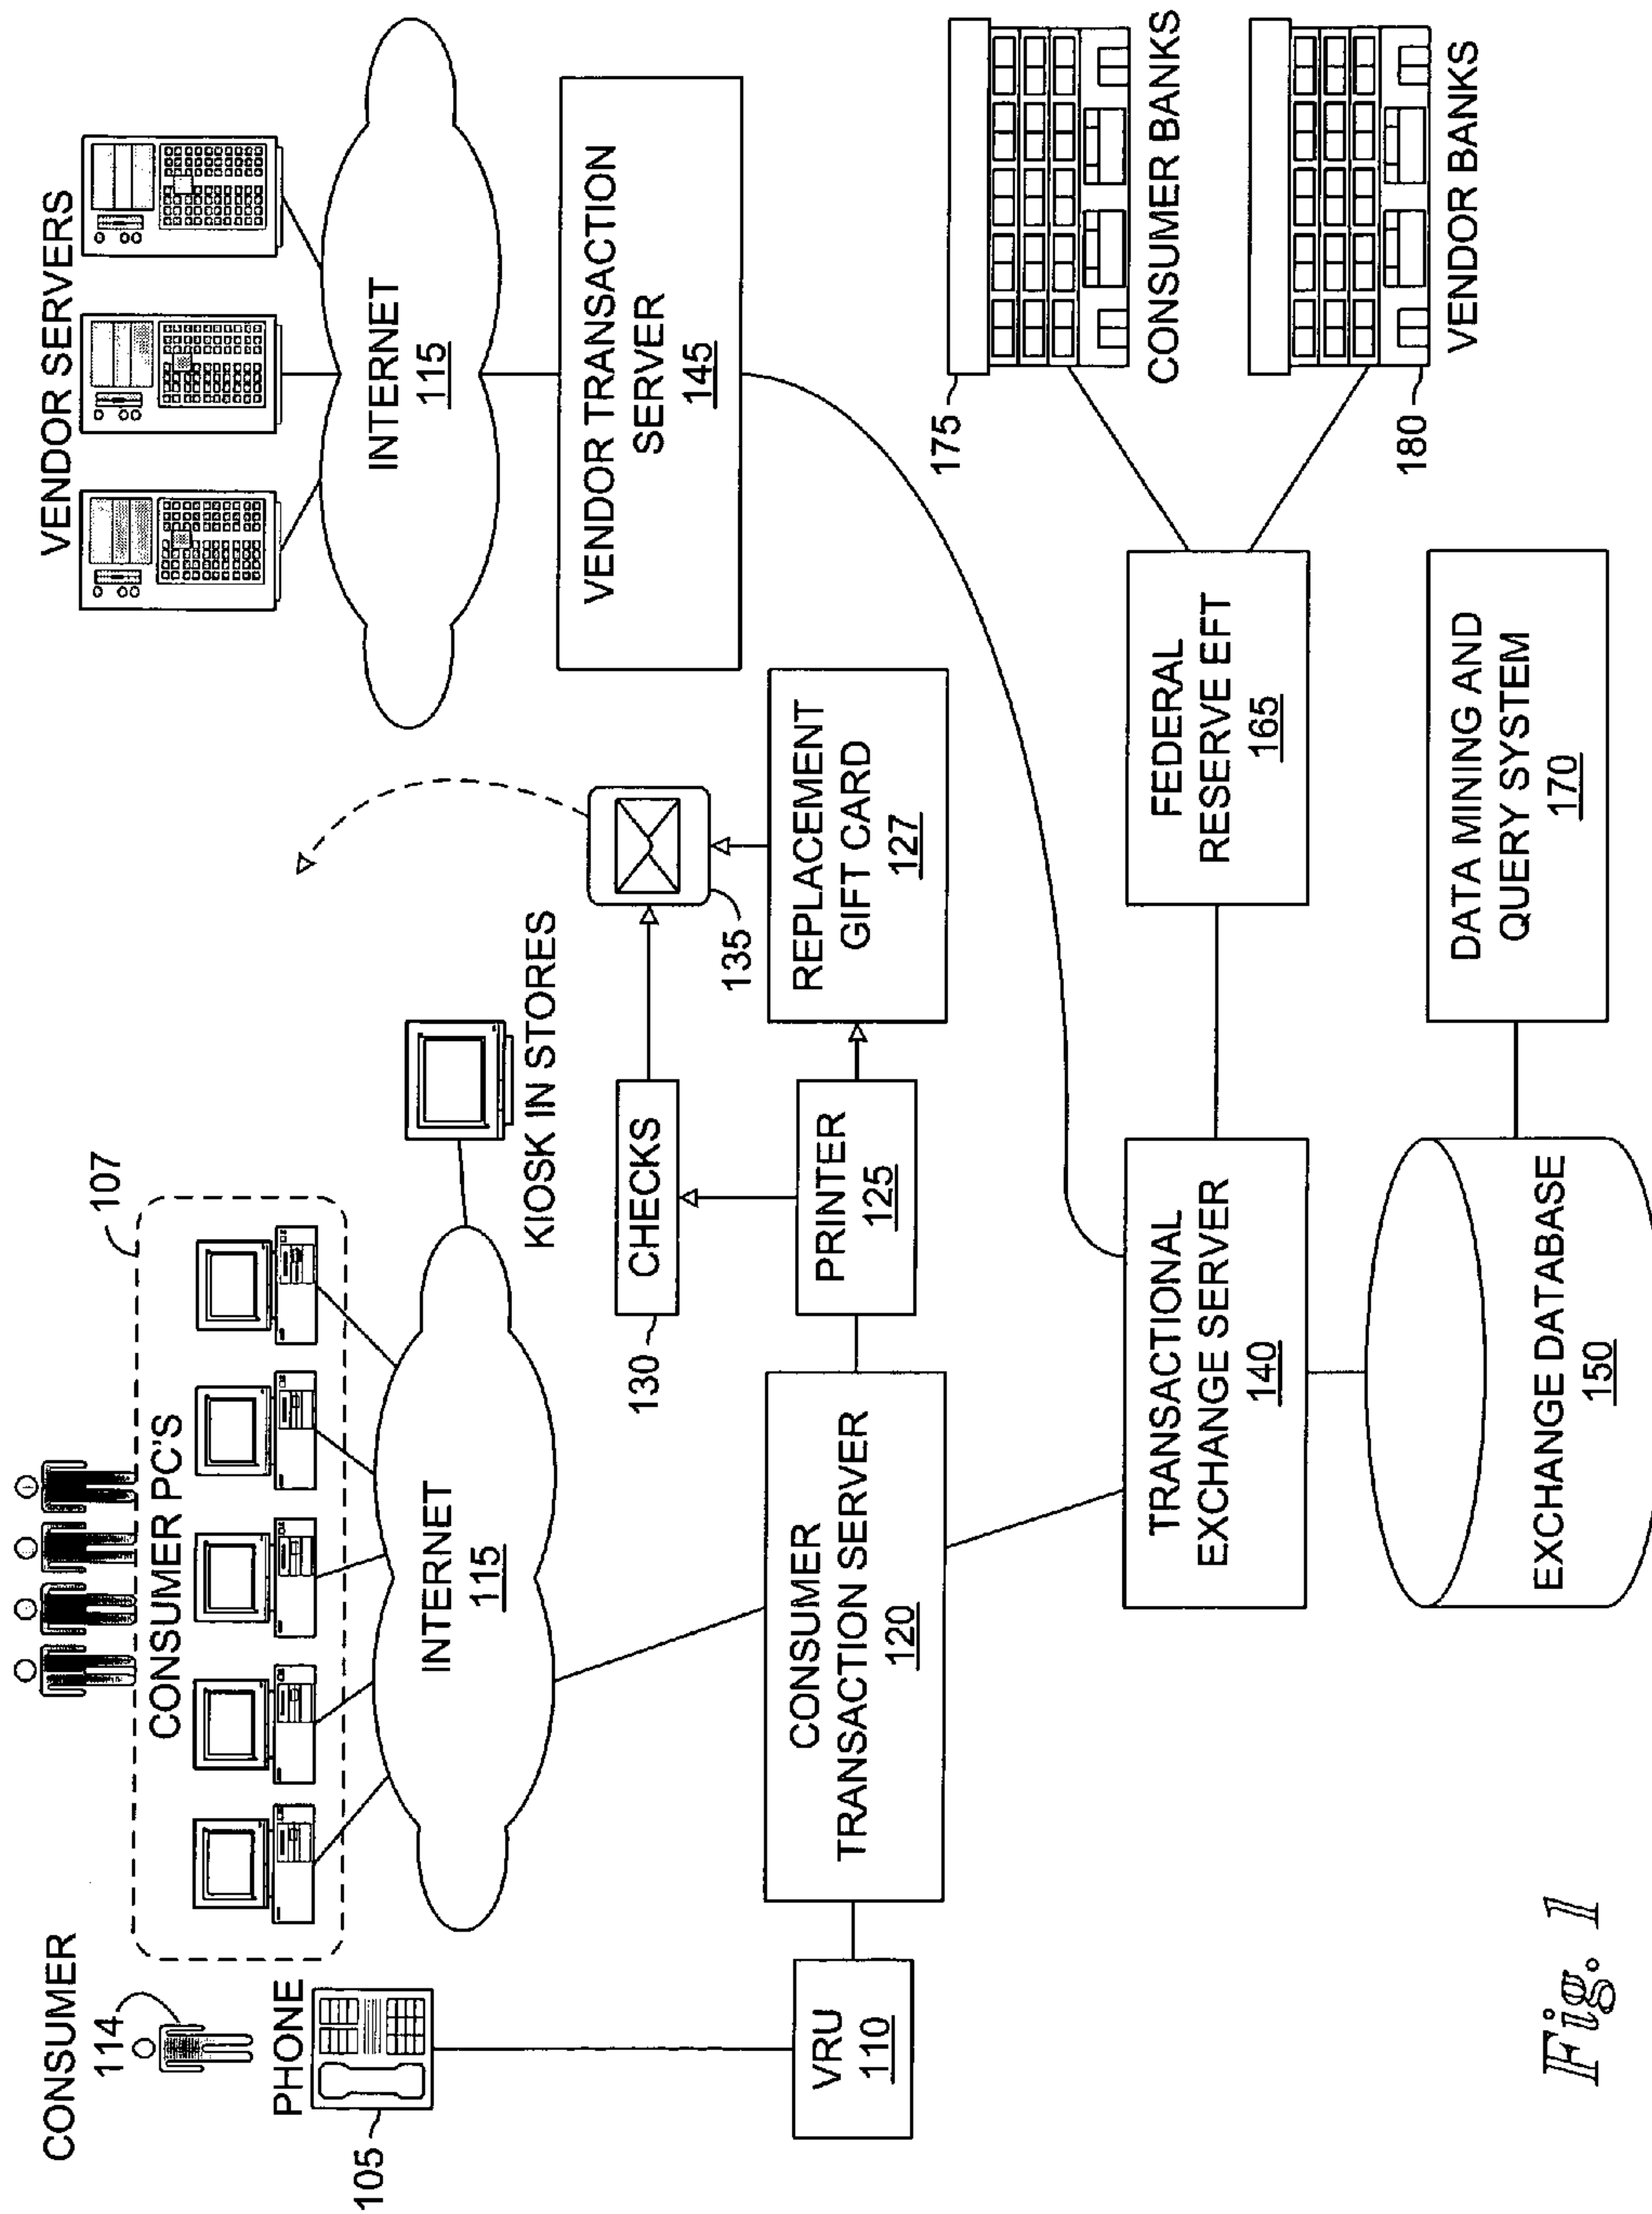 CONSUMER
114
PHONE
105
107
CONSUMER PC'S
INTERNET
115
KIOSK IN STORES
VENDOR SERVERS
INTERNET
115
VENDOR TRANSACTION
SERVER
145
VRU
110
CONSUMER
TRANSACTION SERVER
120
130
CHECKS
PRINTER
125
135
REPLACEMENT
GIFT CARD
127
TRANSACTIONAL
EXCHANGE SERVER
140
FEDERAL
RESERVE EFT
165
175
CONSUMER BANKS
180
VENDOR BANKS
EXCHANGE DATABASE
150
DATA MINING AND
QUERY SYSTEM
170
Fig. 1